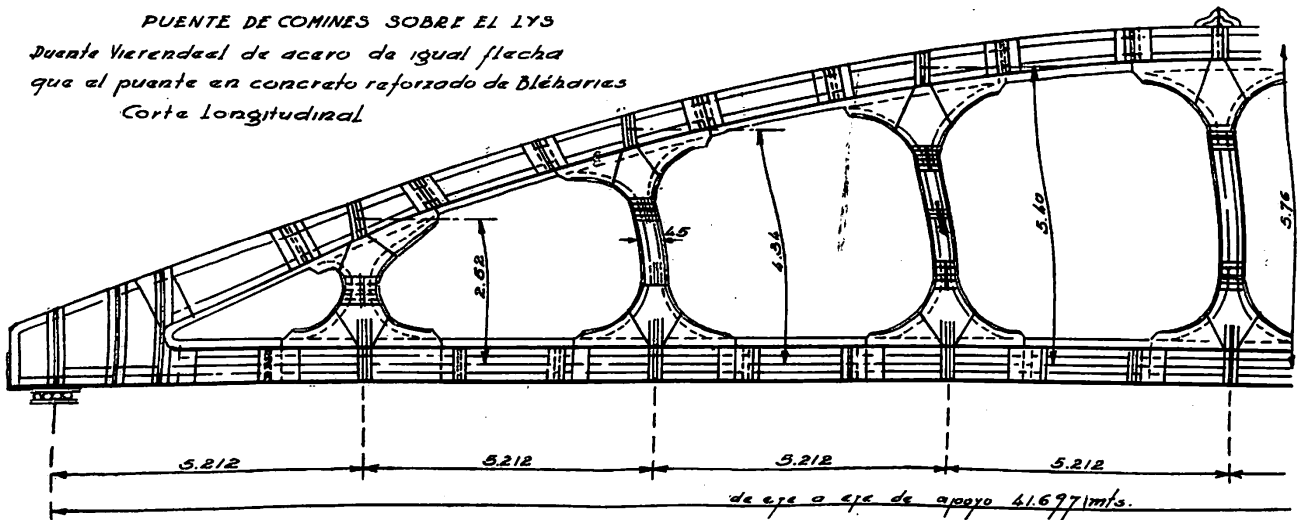 PUENTE DE COMINES SOBRE EL LYS
Puente Vierendeel de acero de igual flecha
que el puente en concreto reforzado de Bléharies
Corte Longitudinal
2.62
45
4.34
5.40
5.76
5.212
5.212
5.212
5.212
de eje a eje de apoyo 41.697 mts.